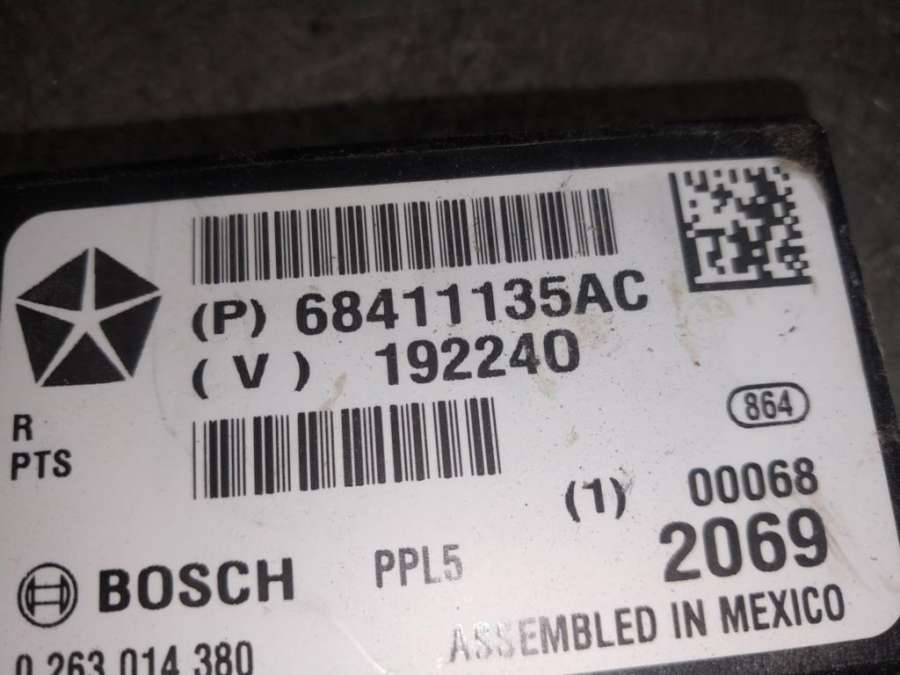 (P) 68411135AC
(V) 192240
864
R
PTS
(1) 00068
2069
BOSCH PPL5
ASSEMBLED IN MEXICO
0 263 014 380